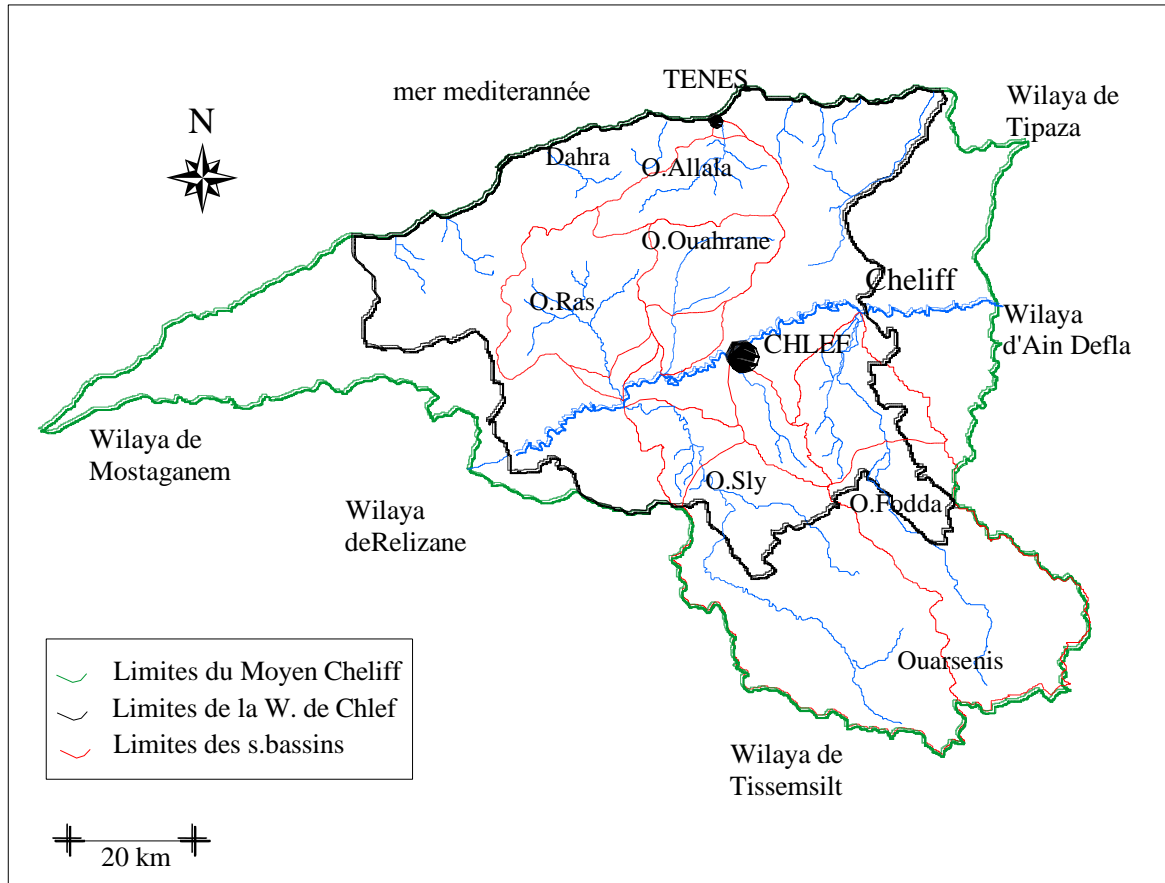 TENES
mer mediterannée
Wilaya de
Tipaza
N
Dahra
O.Allala
O.Ouahrane
Cheliff
O.Ras
Wilaya
d'Ain Defla
CHLEF
Wilaya de
Mostaganem
O.Sly
O.Fodda
Wilaya
deRelizane
Ouarsenis
Limites du Moyen Cheliff
Limites de la W. de Chlef
Limites des s.bassins
Wilaya de
Tissemsilt
20 km